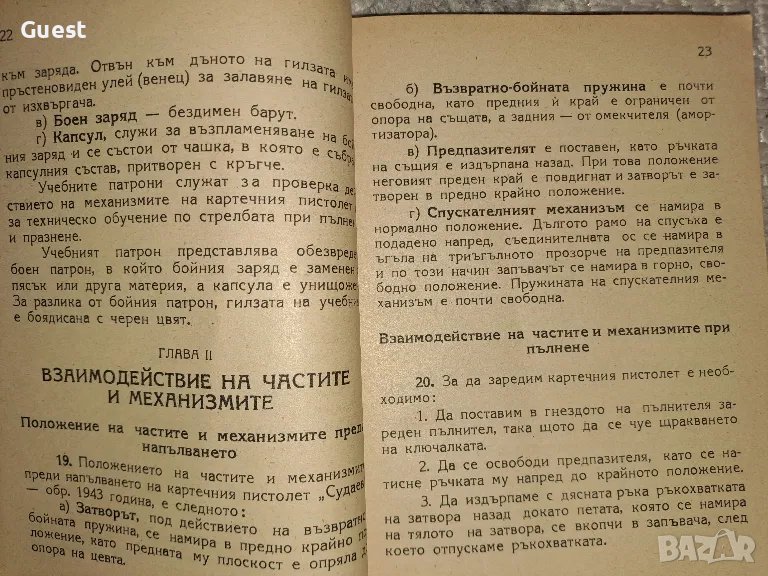 Guest
22
към заряда. Отвън към дъното на гилзата
пръстеновиден улей (венец) за залавяне на гилзата
от изхвъргача.
в) Боен заряд — бездимен барут.
г) Капсул, служи за възпламеняване на
ния заряд и се състои от чашка, в която е
капсулния състав, притворен с кръгче.
Учебните патрони служат за проверка
ствието на механизмите на картечния пистолет
за техническо обучение по стрелбата при
и празнене.
Учебният патрон представлява
боен патрон, в който бойния заряд е заменен
пясък или друга материя, а капсула е
За разлика от бойния патрон, гилзата на
е боядисана с черен цвят.
ГЛАВА II
ВЗАИМОДЕЙСТВИЕ НА ЧАСТИТЕ
И МЕХАНИЗМИТЕ
Положение на частите и механизмите
напълването
19. Положението на частите и
преди напълването на картечния пистолет
— обр. 1943 година, е следното:
а) Затворът, под действието на
бойната пружина, се намира в предно крайно
ложение, като предната му плоскост е опряла
опора на цевта.
23
б) Възвратно-бойната пружина е почти
свободна, като предния ѝ край е ограничен от
опора на същата, а задния — от омекчителя (амор-
тизатора).
в) Предпазителят е поставен, като ръчката
на същия е издърпана назад. При това положение
неговият преден край е повдигнат и затворът е за-
творен в предно крайно положение.
г) Спускателният механизъм се намира в
нормално положение. Дългото рамо на спусъка е
подадено напред, съединителната ос се намира в
ъгъла на триъгълното прозорче на предпазителя
и по този начин запъвачът се намира в горно, сво-
бодно положение. Пружината на спускателния ме-
ханизъм е почти свободна.
Взаимодействие на частите и механизмите при
пълнене
20. За да заредим картечния пистолет е необ-
ходимо:
1. Да поставим в гнездото на пълнителя за-
реден пълнител, така щото да се чуе щракването
на ключалката.
2. Да се освободи предпазителя, като се на-
тисне ръчката му напред до крайното положение.
3. Да издърпаме с дясната ръка ръкохватката
на затвора назад докато петата, която се намира
на тялото на затвора, се вкопчи в запъвача, след
което отпускаме ръкохватката.
БАZАР